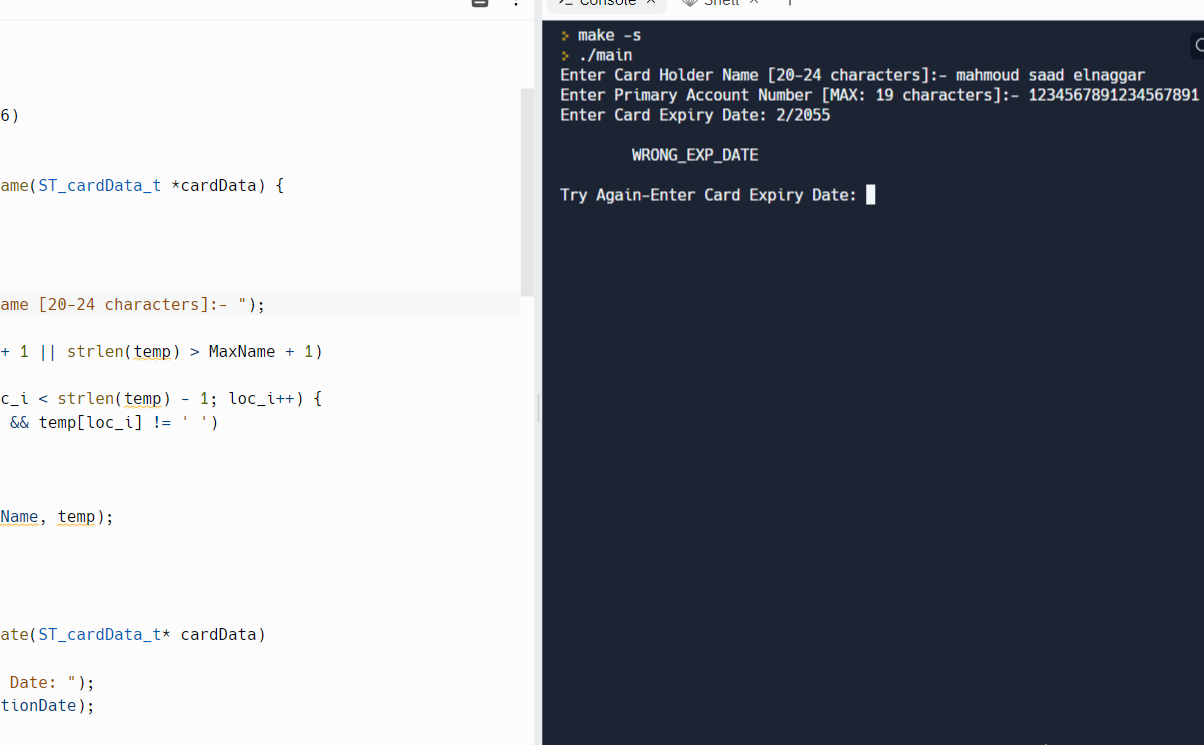 Console
Shell
6)
ame(ST_cardData_t *cardData) {
ame [20-24 characters]:- ");
+ 1 || strlen(temp) > MaxName + 1)
c_i < strlen(temp) - 1; loc_i++) {
&& temp[loc_i] != ' ')
Name, temp);
ate(ST_cardData_t* cardData)
Date: ");
tionDate);
make -s
./main
Enter Card Holder Name [20-24 characters]:- mahmoud saad elnaggar
Enter Primary Account Number [MAX: 19 characters]:- 1234567891234567891
Enter Card Expiry Date: 2/2055
WRONG_EXP_DATE
Try Again-Enter Card Expiry Date: